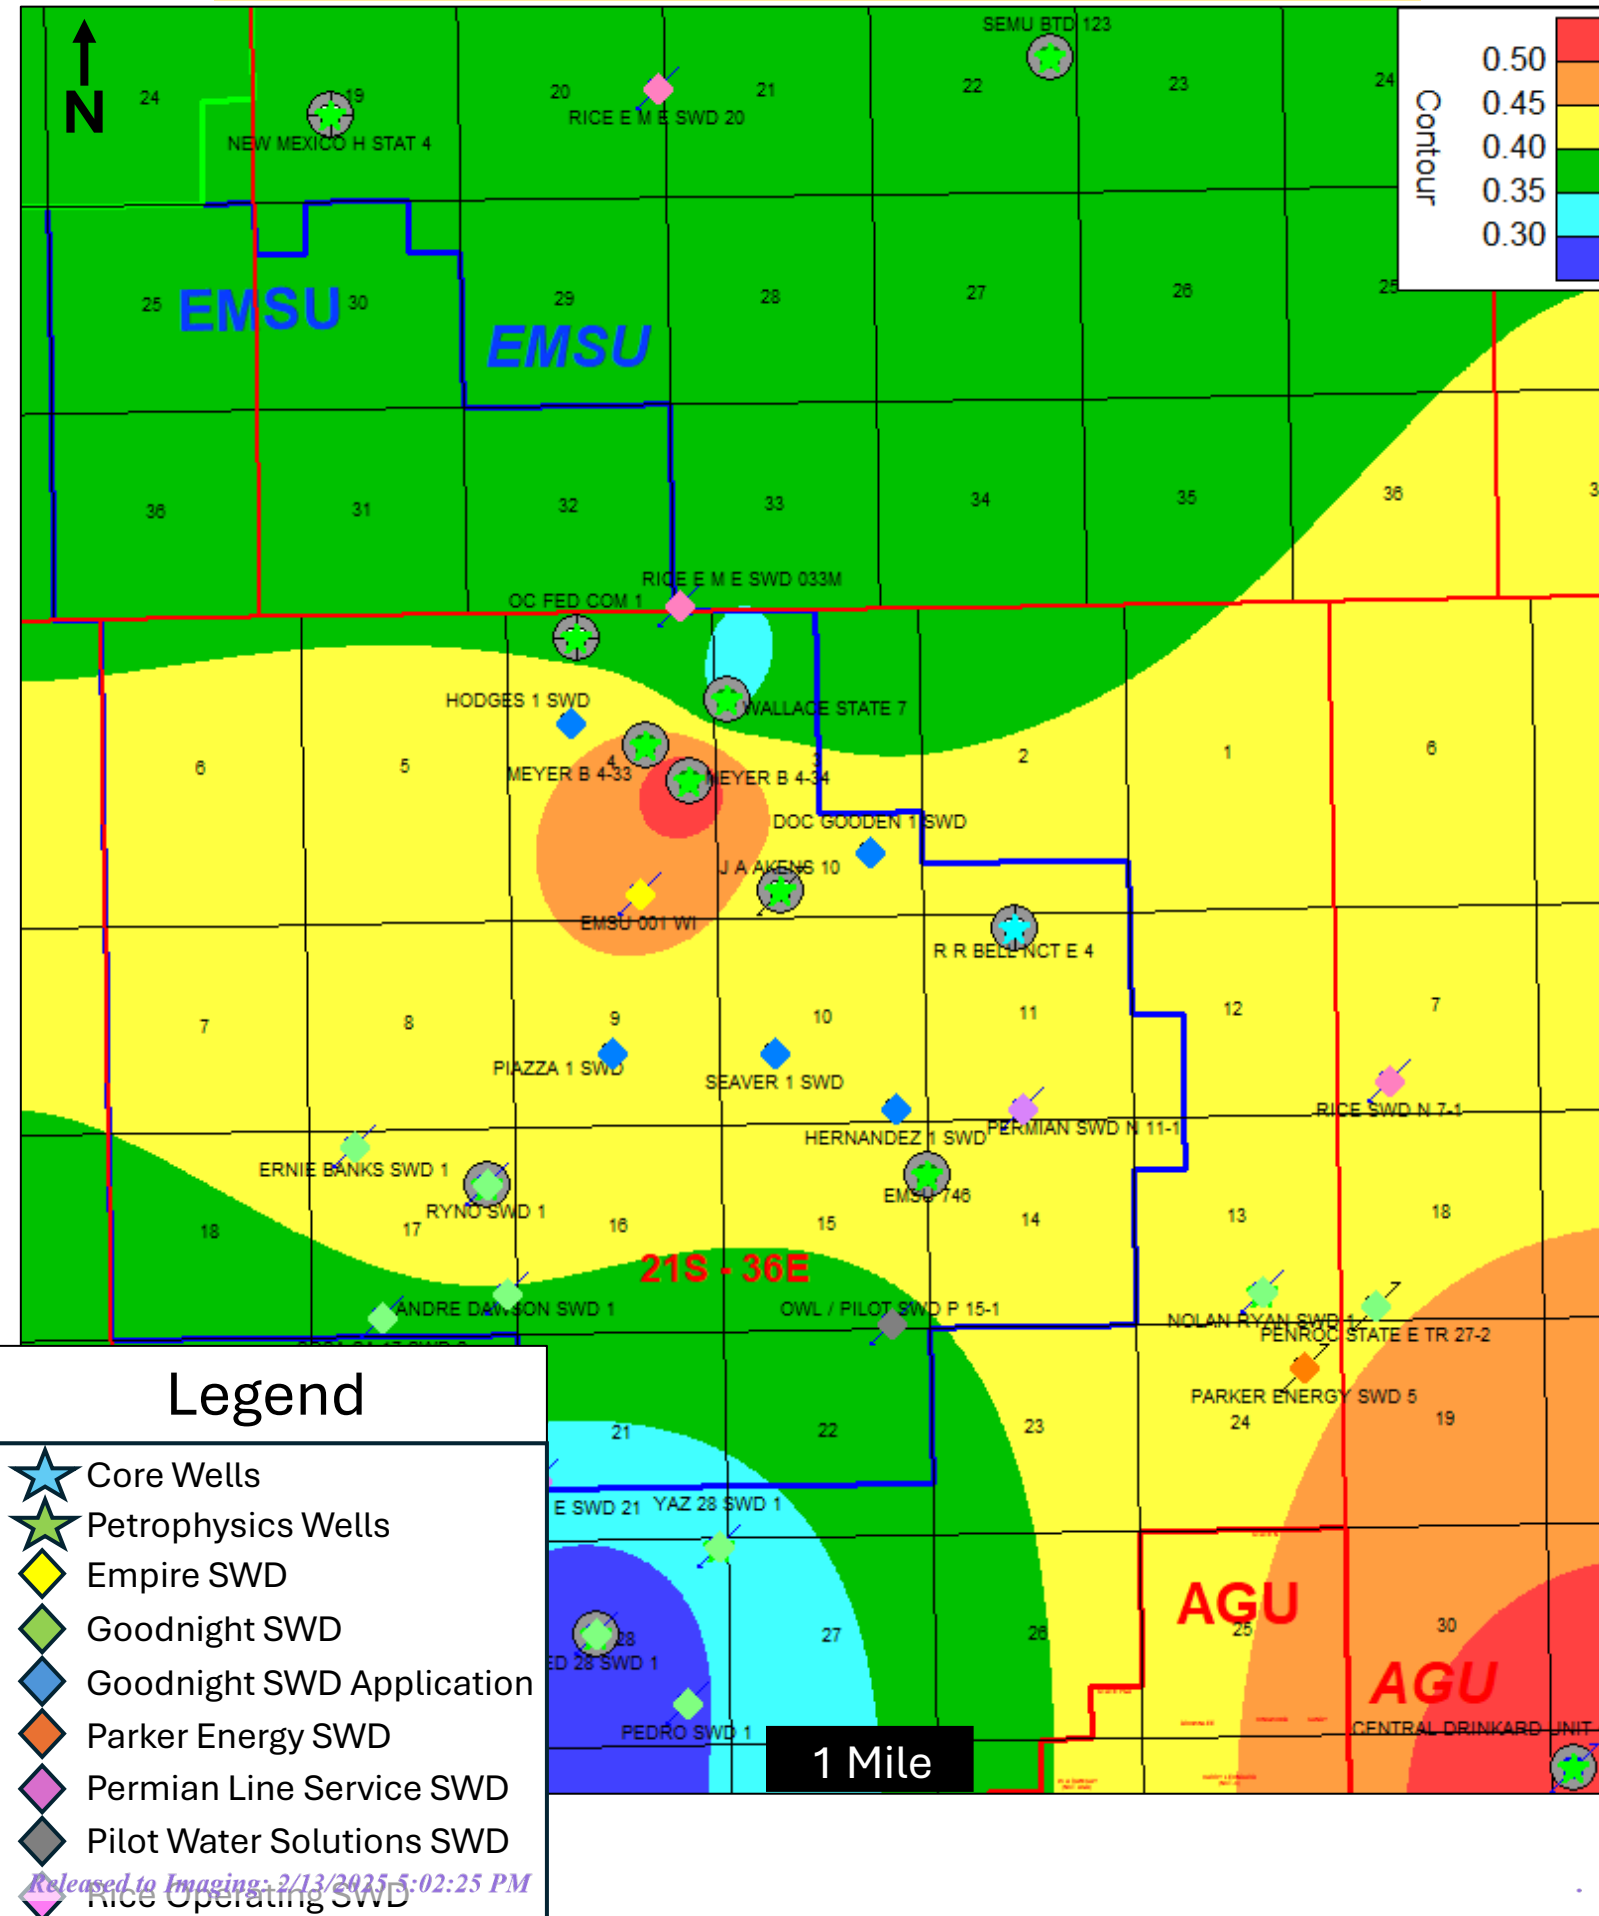 SEMU BTD 123
N
24
19
20
21
22
23
24
NEW MEXICO H STAT 4
RICE E M E SWD 20
Contour
0.50
0.45
0.40
0.35
0.30
25
EMSU
30
29
28
27
26
25
EMSU
36
31
32
33
34
35
36
RICE E M E SWD 033M
OC FED COM 1
HODGES 1 SWD
WALLACE STATE 7
6
5
4
3
2
1
6
MEYER B 4-33
MEYER B 4-34
DOC GOODEN 1 SWD
J A AKENS 10
EMSU 001 WI
R R BELL NCT E 4
7
8
9
10
11
12
7
PIAZZA 1 SWD
SEAVER 1 SWD
HERNANDEZ 1 SWD
PERMIAN SWD N 11-1
RICE SWD N 7-1
ERNIE BANKS SWD 1
RYNO SWD 1
EMSU 746
18
17
16
15
14
13
18
21S - 36E
ANDRE DAWSON SWD 1
OWL / PILOT SWD P 15-1
NOLAN RYAN SWD 1
PENROC STATE E TR 27-2
PARKER ENERGY SWD 5
21
22
23
24
19
E SWD 21
YAZ 28 SWD 1
28
27
26
25
30
AGU
AGU
ED 28 SWD 1
PEDRO SWD 1
CENTRAL DRINKARD UNIT
1 Mile
Legend
Core Wells
Petrophysics Wells
Empire SWD
Goodnight SWD
Goodnight SWD Application
Parker Energy SWD
Permian Line Service SWD
Pilot Water Solutions SWD
Rice Operating SWD
Released to Imaging: 2/13/2025 5:02:25 PM